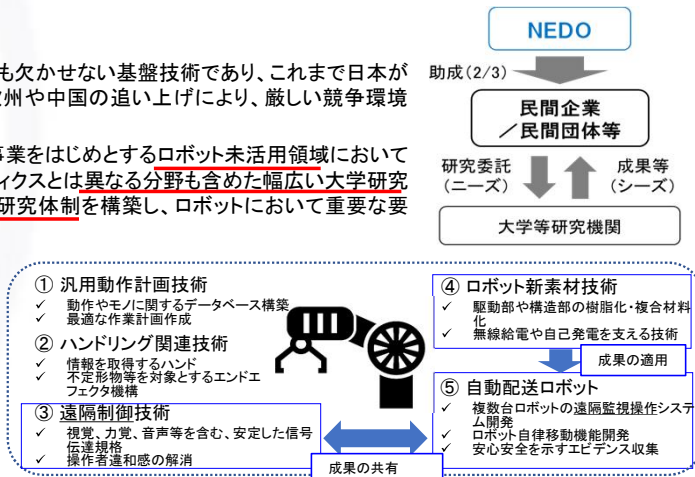 も欠かせない基盤技術であり、これまで日本が
州や中国の追い上げにより、厳しい競争環境
事業をはじめとするロボット未活用領域において
ィクスとは異なる分野も含めた幅広い大学研究
研究体制を構築し、ロボットにおいて重要な要
NEDO
助成(2/3)
民間企業
／民間団体等
研究委託
(ニーズ)
成果等
(シーズ)
大学等研究機関
① 汎用動作計画技術
✓ 動作やモノに関するデータベース構築
✓ 最適な作業計画作成
② ハンドリング関連技術
✓ 情報を取得するハンド
✓ 不定形物等を対象とするエンドエ
フェクタ機構
③ 遠隔制御技術
✓ 視覚、力覚、音声等を含む、安定した信号
伝達規格
✓ 操作者違和感の解消
成果の共有
④ ロボット新素材技術
✓ 駆動部や構造部の樹脂化・複合材料
化
✓ 無線給電や自己発電を支える技術
成果の適用
⑤ 自動配送ロボット
✓ 複数台ロボットの遠隔監視操作システ
ム開発
✓ ロボット自律移動機能開発
✓ 安心安全を示すエビデンス収集